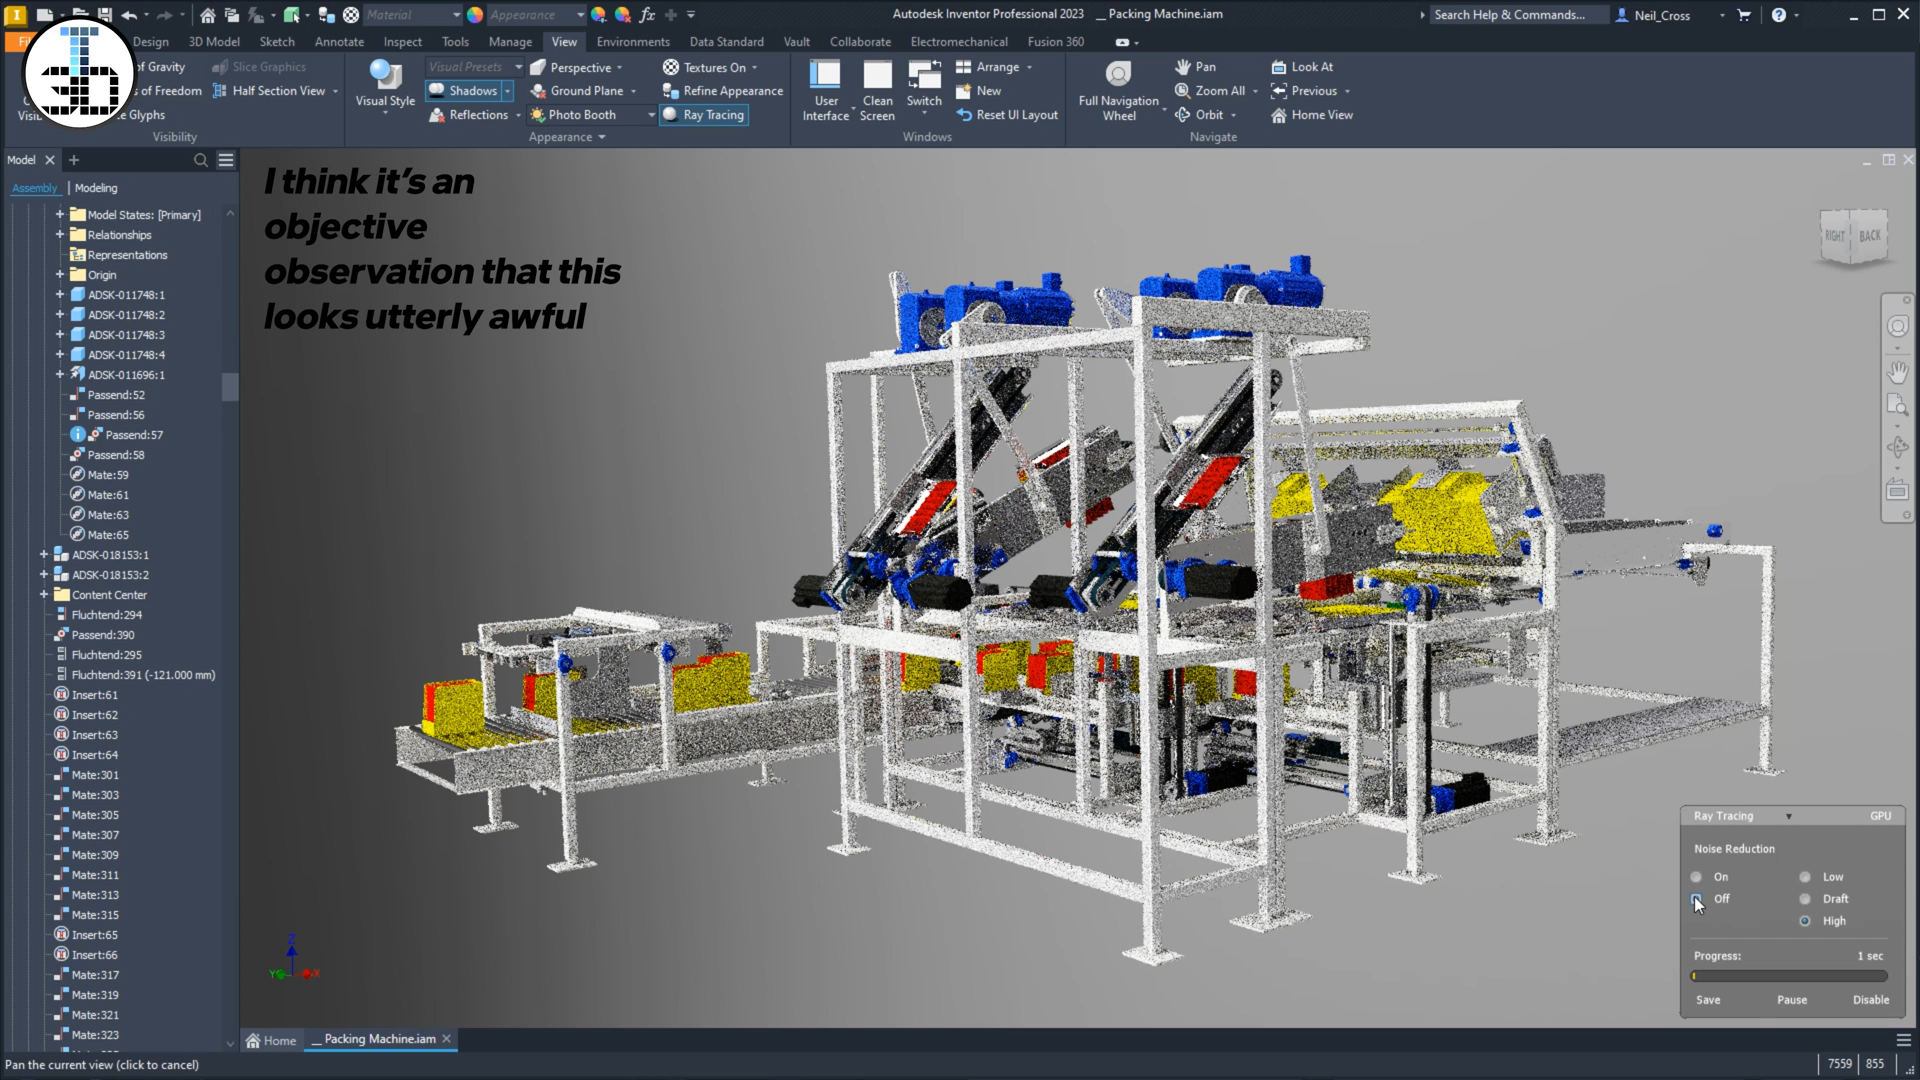 Material
Appearance
Autodesk Inventor Professional 2023 __ Packing Machine.iam
Search Help & Commands...
Neil_Cross
Design
3D Model
Sketch
Annotate
Inspect
Tools
Manage
View
Environments
Data Standard
Vault
Collaborate
Electromechanical
Fusion 360
of Gravity
Slice Graphics
s of Freedom
Half Section View
e Glyphs
Visibility
Visual Style
Visual Presets
Shadows
Reflections
Perspective
Ground Plane
Photo Booth
Textures On
Refine Appearance
Ray Tracing
Appearance
User
Interface
Clean
Screen
Switch
Arrange
New
Reset UI Layout
Windows
Full Navigation
Wheel
Pan
Zoom All
Orbit
Look At
Previous
Home View
Navigate
Model
Assembly
Modeling
Model States: [Primary]
Relationships
Representations
Origin
ADSK-011748:1
ADSK-011748:2
ADSK-011748:3
ADSK-011748:4
ADSK-011696:1
Passend:52
Passend:56
Passend:57
Passend:58
Mate:59
Mate:61
Mate:63
Mate:65
ADSK-018153:1
ADSK-018153:2
Content Center
Fluchtend:294
Passend:390
Fluchtend:295
Fluchtend:391 (-121.000 mm)
Insert:61
Insert:62
Insert:63
Insert:64
Mate:301
Mate:303
Mate:305
Mate:307
Mate:309
Mate:311
Mate:313
Mate:315
Insert:65
Insert:66
Mate:317
Mate:319
Mate:321
Mate:323
I think it's an
objective
observation that this
looks utterly awful
RIGHT
BACK
Z
Y
X
Ray Tracing
GPU
Noise Reduction
On
Low
Off
Draft
High
Progress:
1 sec
Save
Pause
Disable
Home
__ Packing Machine.iam
Pan the current view (click to cancel)
7559
855